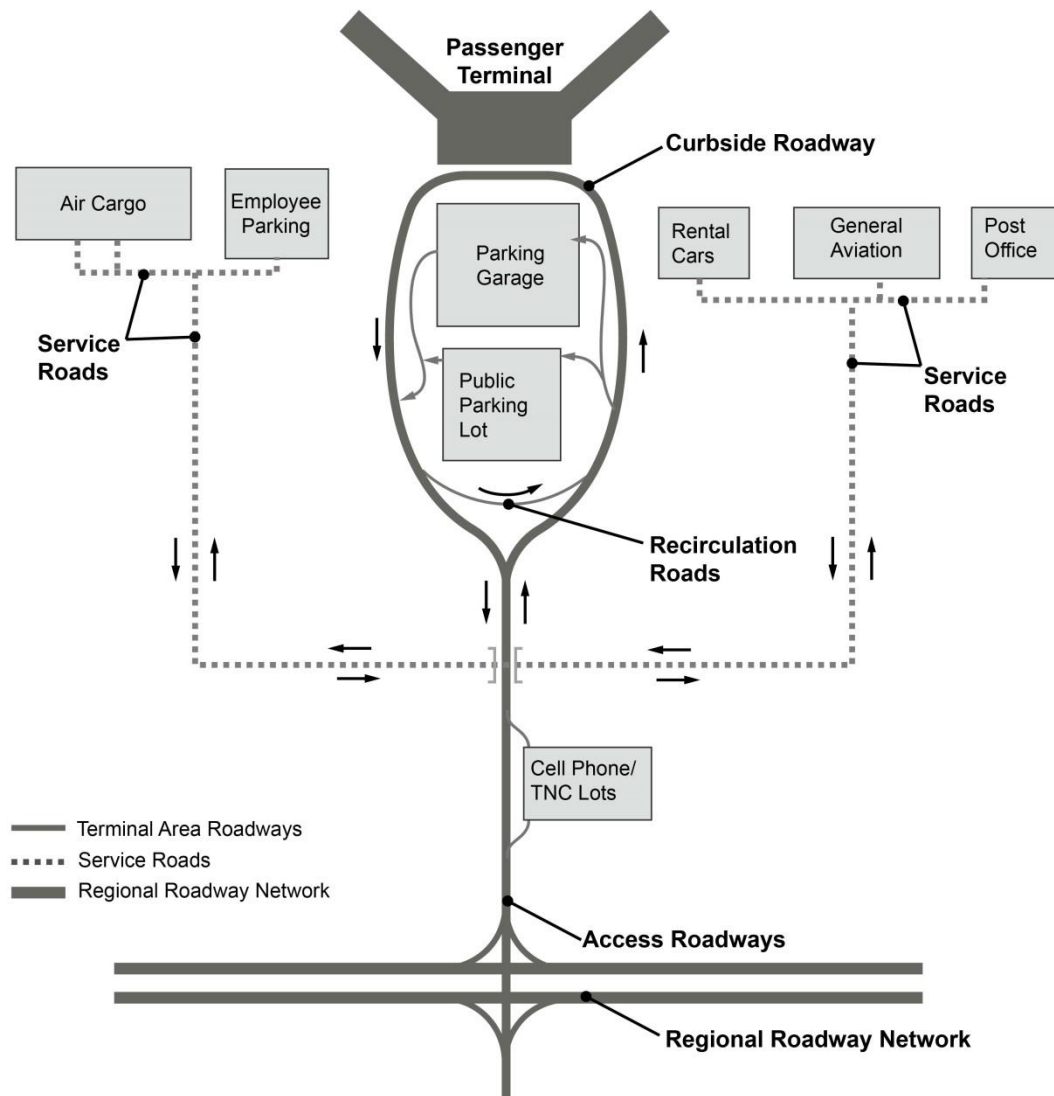 Passenger
Terminal
Curbside Roadway
Air Cargo
Employee
Parking
Parking
Garage
Rental
Cars
General
Aviation
Post
Office
Service
Roads
Public
Parking
Lot
Service
Roads
Recirculation
Roads
Cell Phone/
TNC Lots
Terminal Area Roadways
Service Roads
Regional Roadway Network
Access Roadways
Regional Roadway Network